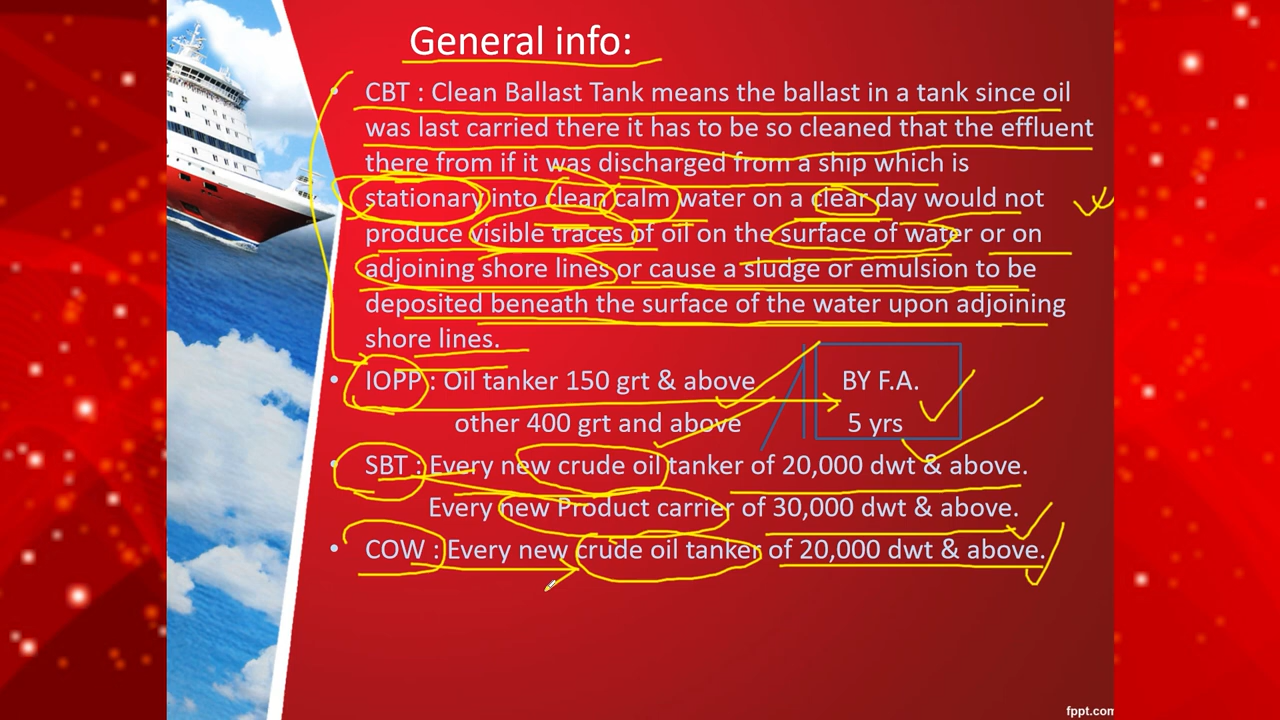 General info:
• CBT : Clean Ballast Tank means the ballast in a tank since oil
was last carried there it has to be so cleaned that the effluent
there from if it was discharged from a ship which is
stationary into clean calm water on a clear day would not
produce visible traces of oil on the surface of water or on
adjoining shore lines or cause a sludge or emulsion to be
deposited beneath the surface of the water upon adjoining
shore lines.
• IOPP : Oil tanker 150 grt & above BY F.A.
other 400 grt and above 5 yrs
• SBT : Every new crude oil tanker of 20,000 dwt & above.
Every new Product carrier of 30,000 dwt & above.
• COW : Every new crude oil tanker of 20,000 dwt & above.
fppt.com